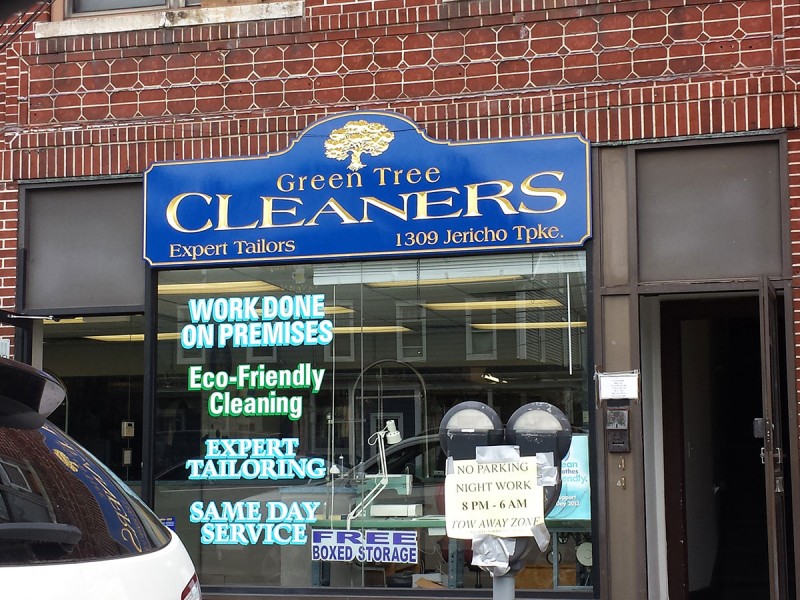 Green Tree
CLEANERS
Expert Tailors
1309 Jericho Tpke.
WORK DONE
ON PREMISES
Eco-Friendly
Cleaning
EXPERT
TAILORING
SAME DAY
SERVICE
FREE
BOXED STORAGE
NO PARKING
NIGHT WORK
8 PM - 6 AM
TOW AWAY ZONE